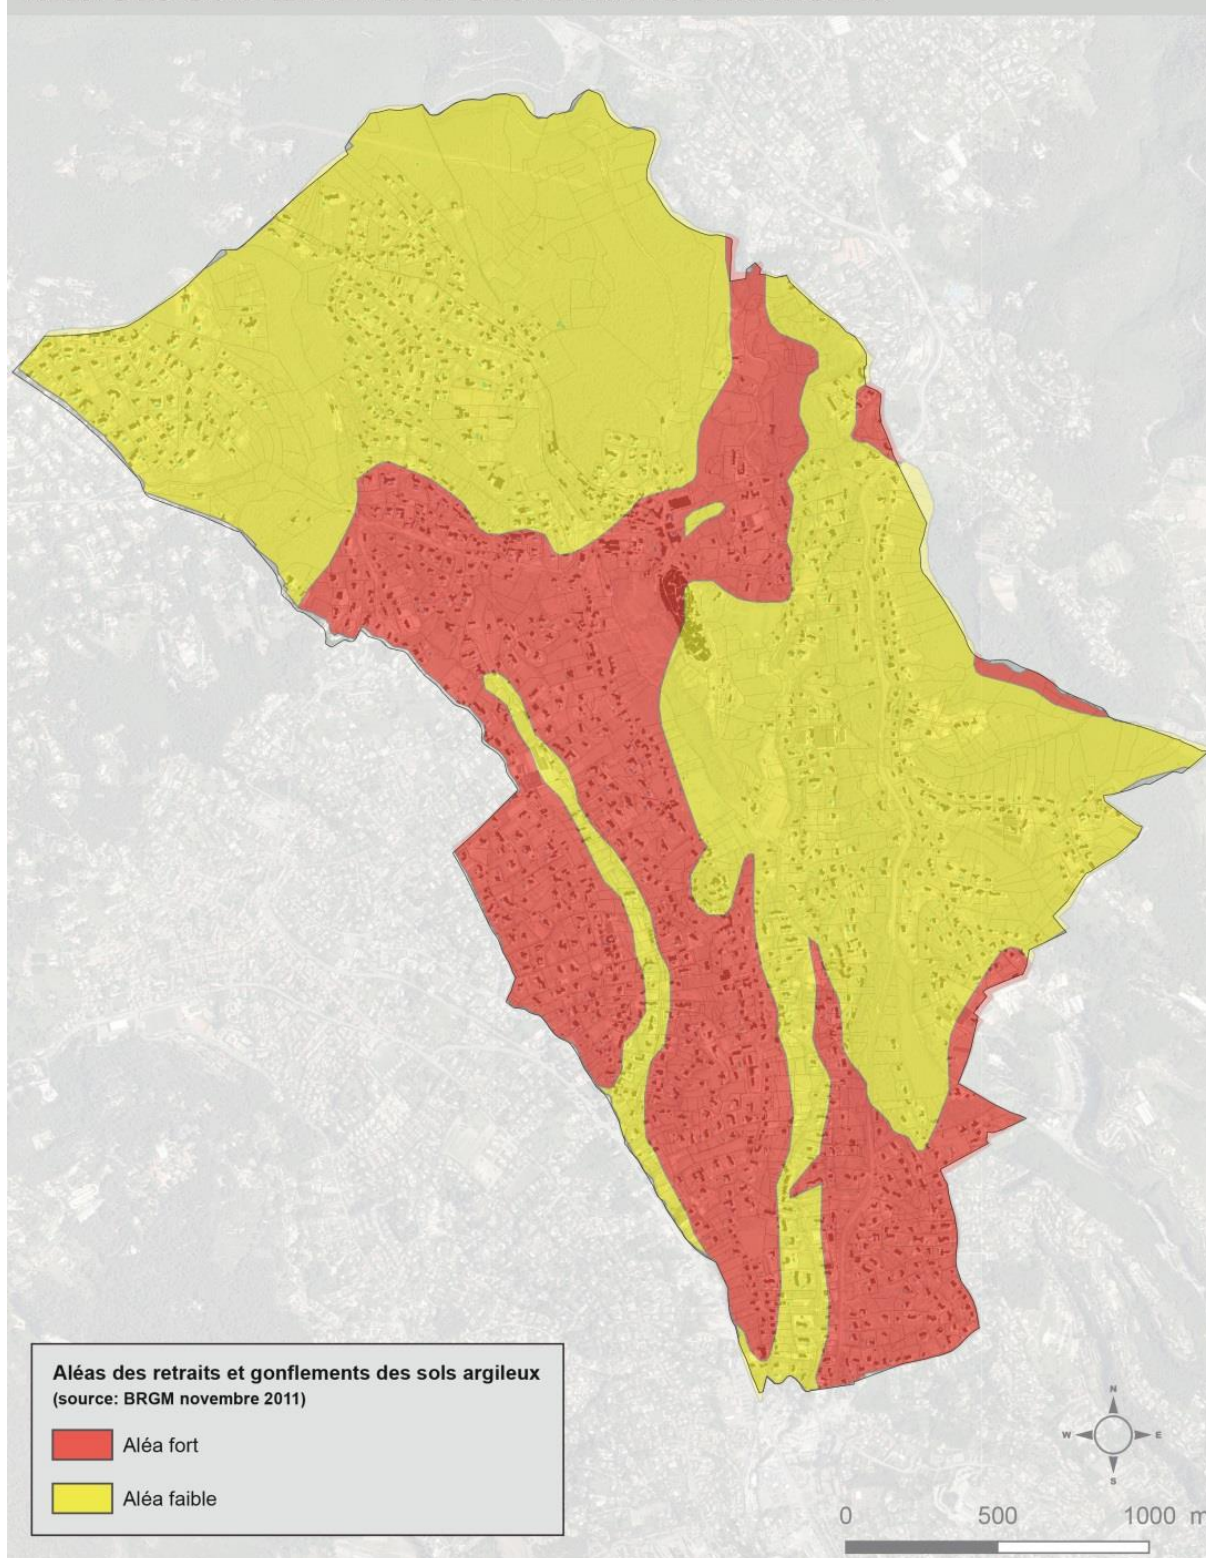 Aléas des retraits et gonflements des sols argileux
(source: BRGM novembre 2011)
Aléa fort
Aléa faible
N
W E
S
0 500 1000 m